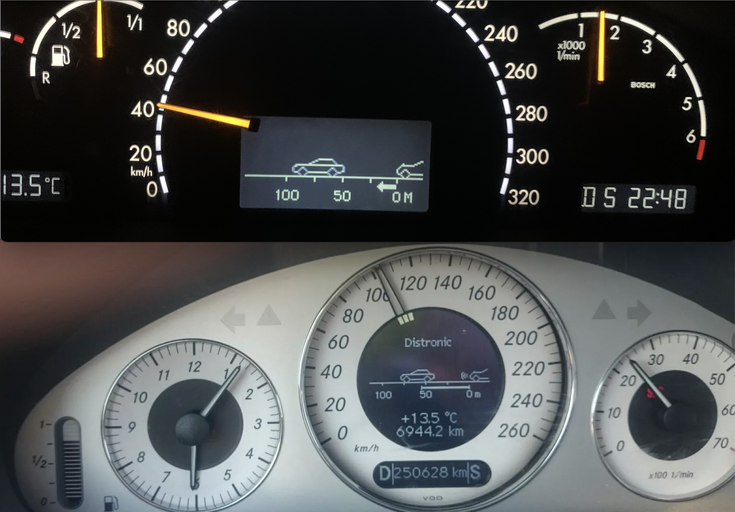 1/2 1/1
R
80
60
40
20
km/h
0
220
240
260
280
300
320
x1000
1/min
1 2 3 4 5 6
BOSCH
13.5°C
100 50 0 M
D S 22:48
0 20 40 60 80 100 120 140 160 180 200 220 240 260
km/h
Distronic
100 50 0 m
+13.5 °C
6944.2 km
D 250628 km S
VDO
12 1 2 3 4 5 6 7 8 9 10 11
1
1/2
0
0 10 20 30 40 50 60 70
x100 1/min